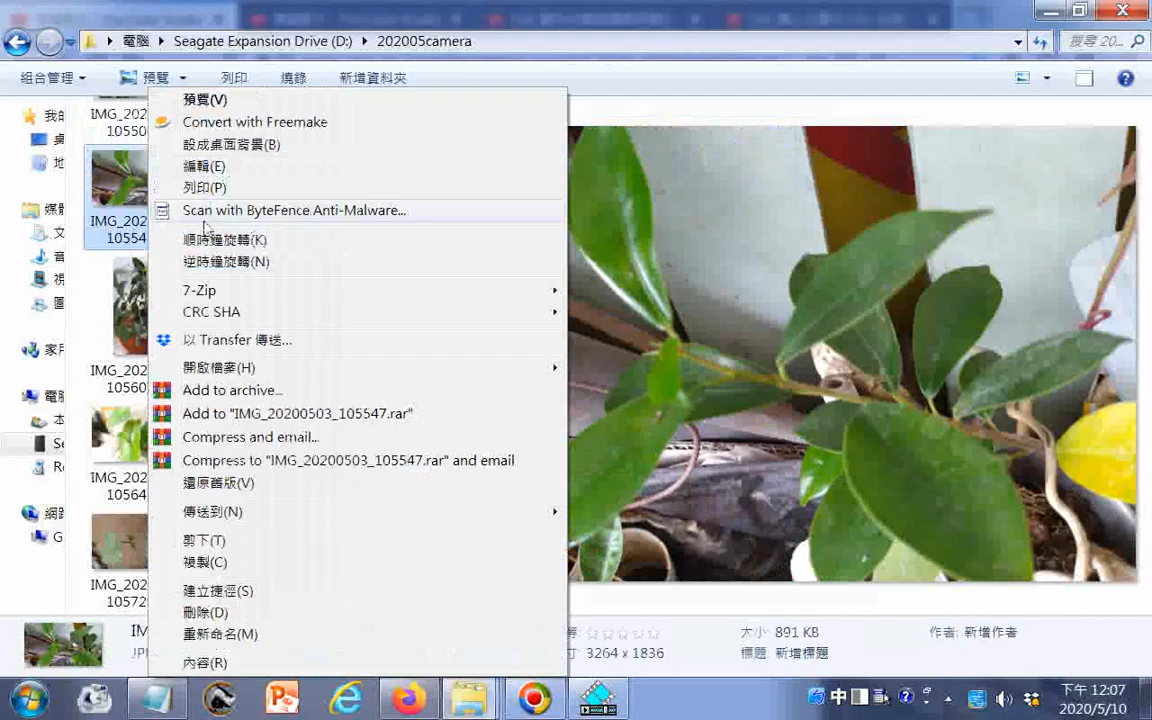 電腦 Seagate Expansion Drive (D:) 202005camera
搜尋 20...
組合管理 預覽 列印 燒錄 新增資料夾
IMG_202
10550
預覽(V)
Convert with Freemake
設成桌面背景(B)
編輯(E)
列印(P)
Scan with ByteFence Anti-Malware...
IMG_202
10554
順時鐘旋轉(K)
逆時鐘旋轉(N)
7-Zip
CRC SHA
以 Transfer 傳送...
開啟檔案(H)
IMG_202
10560
Add to archive...
Add to "IMG_20200503_105547.rar"
Compress and email...
Compress to "IMG_20200503_105547.rar" and email
IMG_202
10564
還原舊版(V)
傳送到(N)
剪下(T)
複製(C)
IMG_202
10572
建立捷徑(S)
刪除(D)
重新命名(M)
內容(R)
大小: 891 KB
作者: 新增作者
3264 x 1836
標題: 新增標題
中
下午 12:07
2020/5/10